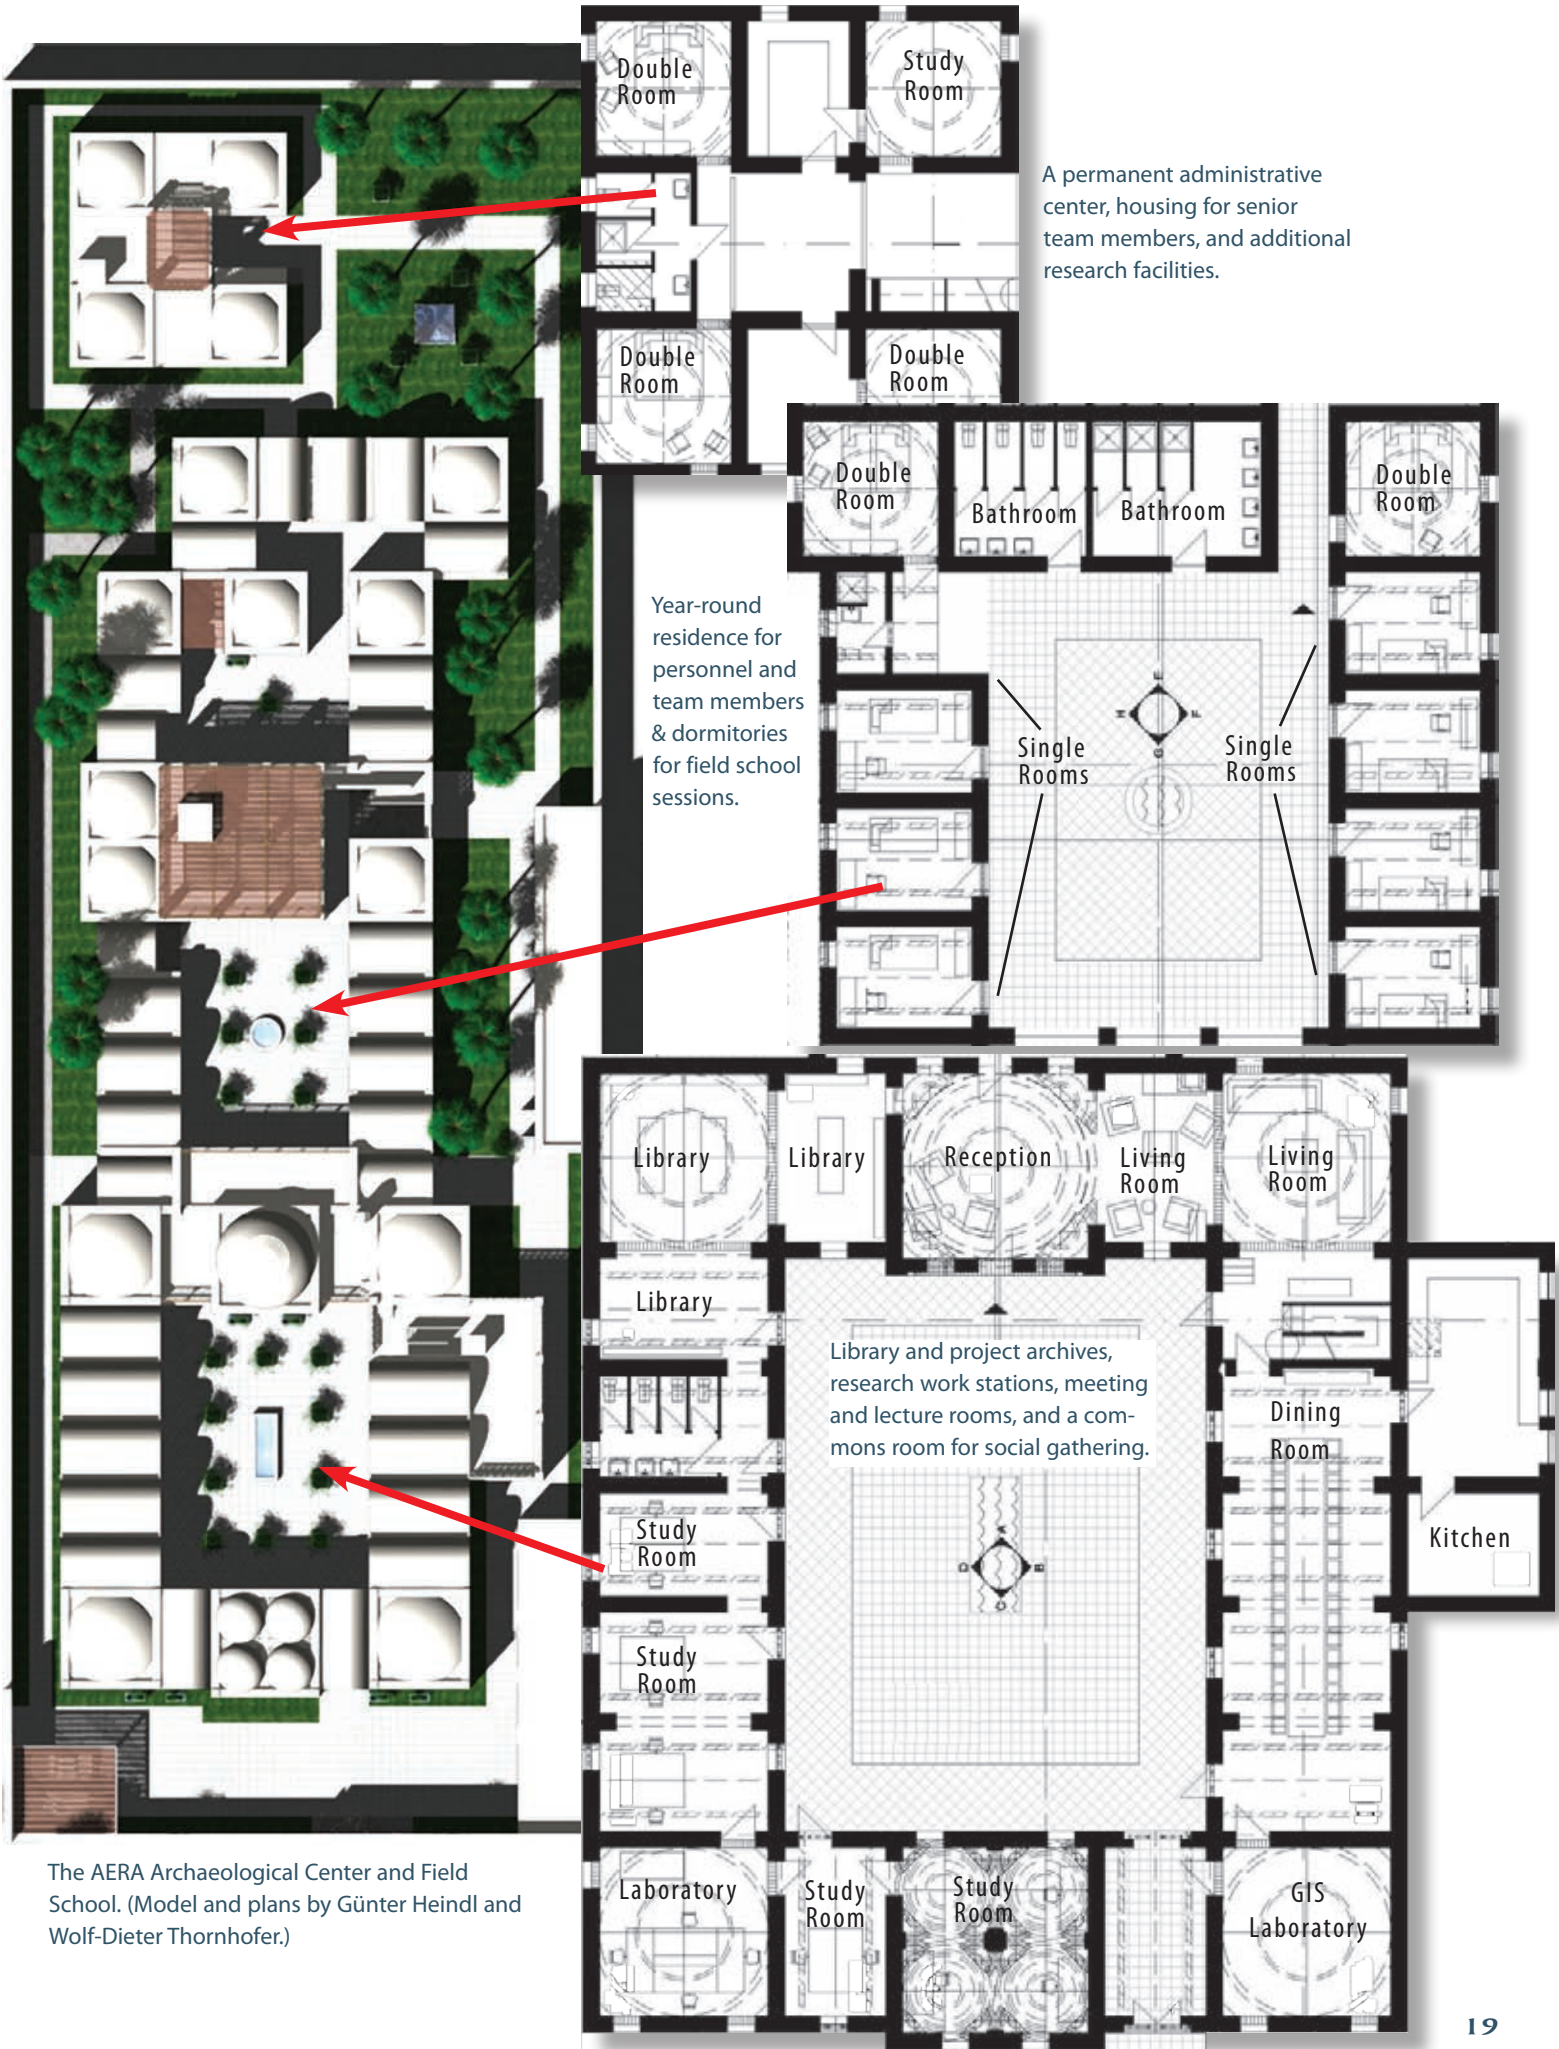 Double
Room
Study
Room
A permanent administrative
center, housing for senior
team members, and additional
research facilities.
Double
Room
Double
Room
Double
Room
Bathroom
Bathroom
Double
Room
Year-round
residence for
personnel and
team members
& dormitories
for field school
sessions.
E
H
F
G
Single
Rooms
Single
Rooms
Library
Library
Reception
Living
Room
Living
Room
Library
Library and project archives,
research work stations, meeting
and lecture rooms, and a com-
mons room for social gathering.
Dining
Room
Study
Room
A
D
B
C
Kitchen
Study
Room
Laboratory
Study
Room
Study
Room
GIS
Laboratory
The AERA Archaeological Center and Field
School. (Model and plans by Günter Heindl and
Wolf-Dieter Thornhofer.)
19